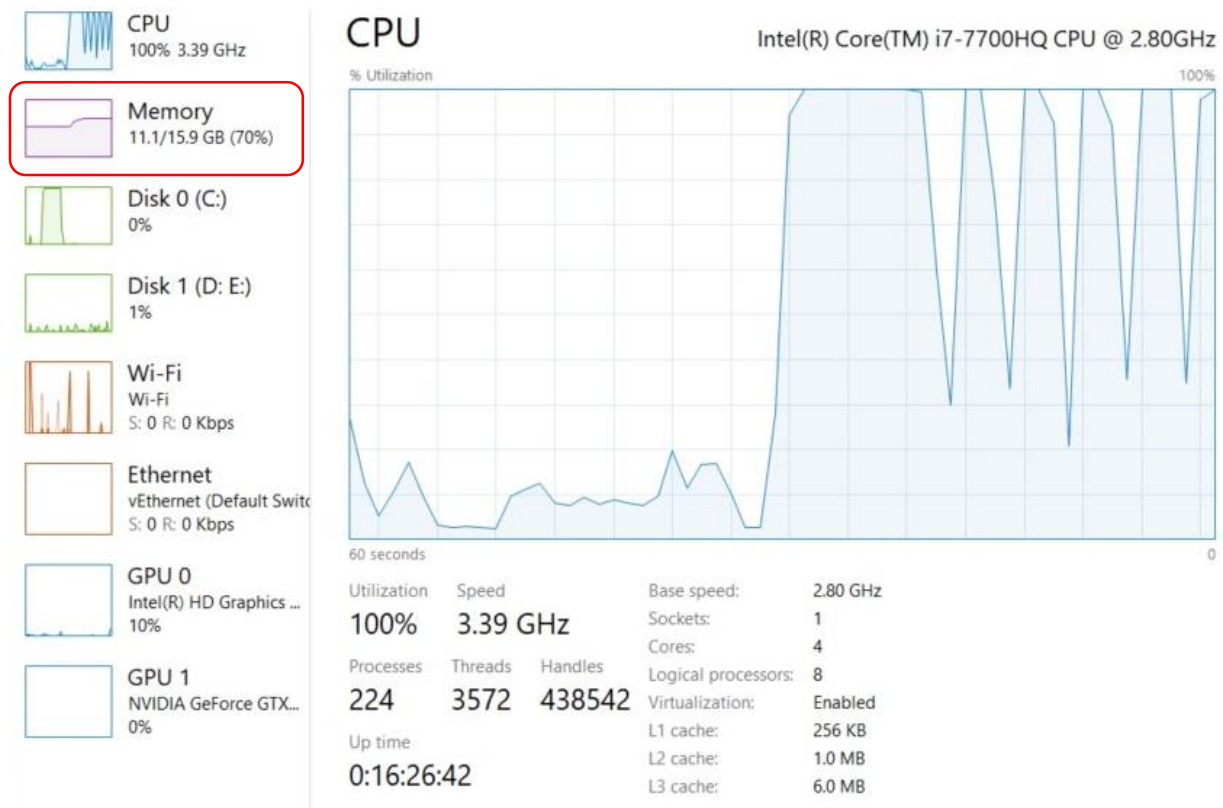 CPU
100% 3.39 GHz
Memory
11.1/15.9 GB (70%)
Disk 0 (C:)
0%
Disk 1 (D: E:)
1%
Wi-Fi
Wi-Fi
S: 0 R: 0 Kbps
Ethernet
vEthernet (Default Switc
S: 0 R: 0 Kbps
GPU 0
Intel(R) HD Graphics ...
10%
GPU 1
NVIDIA GeForce GTX...
0%
CPU
Intel(R) Core(TM) i7-7700HQ CPU @ 2.80GHz
% Utilization
100%
60 seconds
0
Utilization Speed
100% 3.39 GHz
Processes Threads Handles
224 3572 438542
Up time
0:16:26:42
Base speed: 2.80 GHz
Sockets: 1
Cores: 4
Logical processors: 8
Virtualization: Enabled
L1 cache: 256 KB
L2 cache: 1.0 MB
L3 cache: 6.0 MB